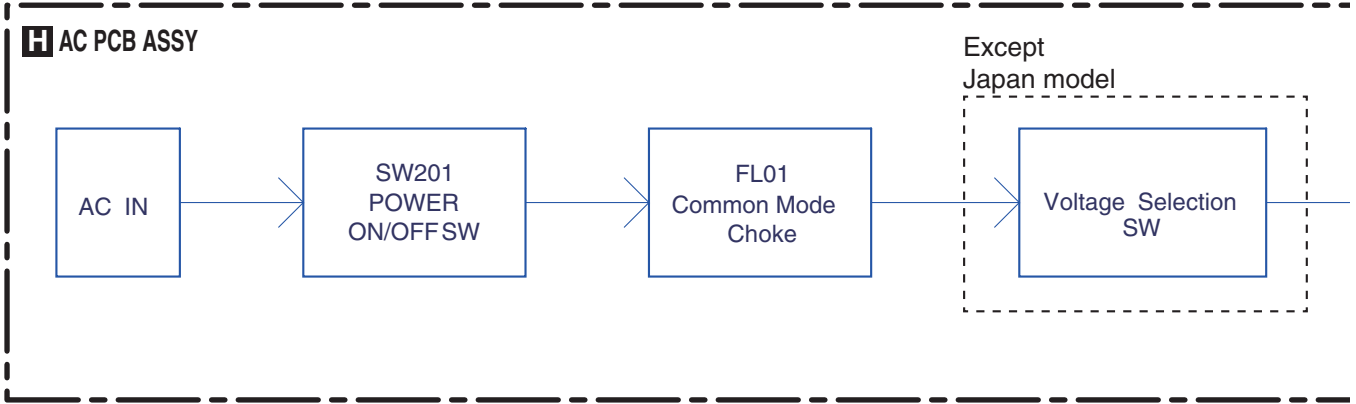 H AC PCB ASSY
Except
Japan model
AC IN
SW201
POWER
ON/OFF SW
FL01
Common Mode
Choke
Voltage Selection
SW